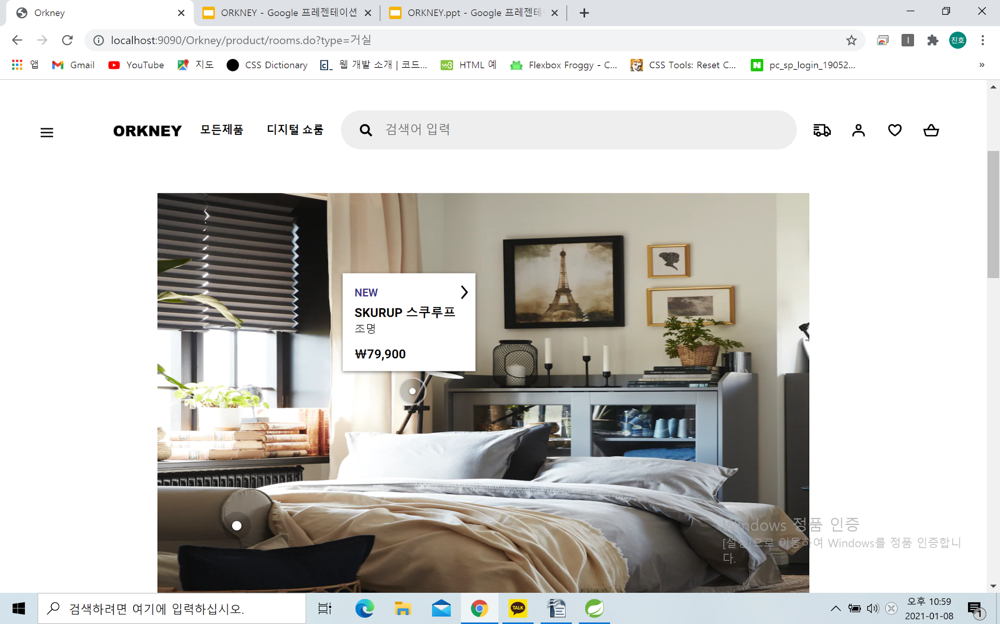 Orkney
ORKNEY - Google 프레젠테이션
ORKNEY.ppt - Google 프레젠테
localhost:9090/Orkney/product/rooms.do?type=거실
진호
앱
Gmail
YouTube
지도
CSS Dictionary
웹 개발 소개 | 코드...
HTML 예
Flexbox Froggy - C...
CSS Tools: Reset C...
pc_sp_login_19052...
»
ORKNEY
모든제품
디지털 쇼룸
검색어 입력
NEW
SKURUP 스쿠루프
조명
₩79,900
Windows 정품 인증
[설정]으로 이동하여 Windows를 정품 인증합니
다.
검색하려면 여기에 입력하십시오.
TALK
오후 10:59
2021-01-08
1